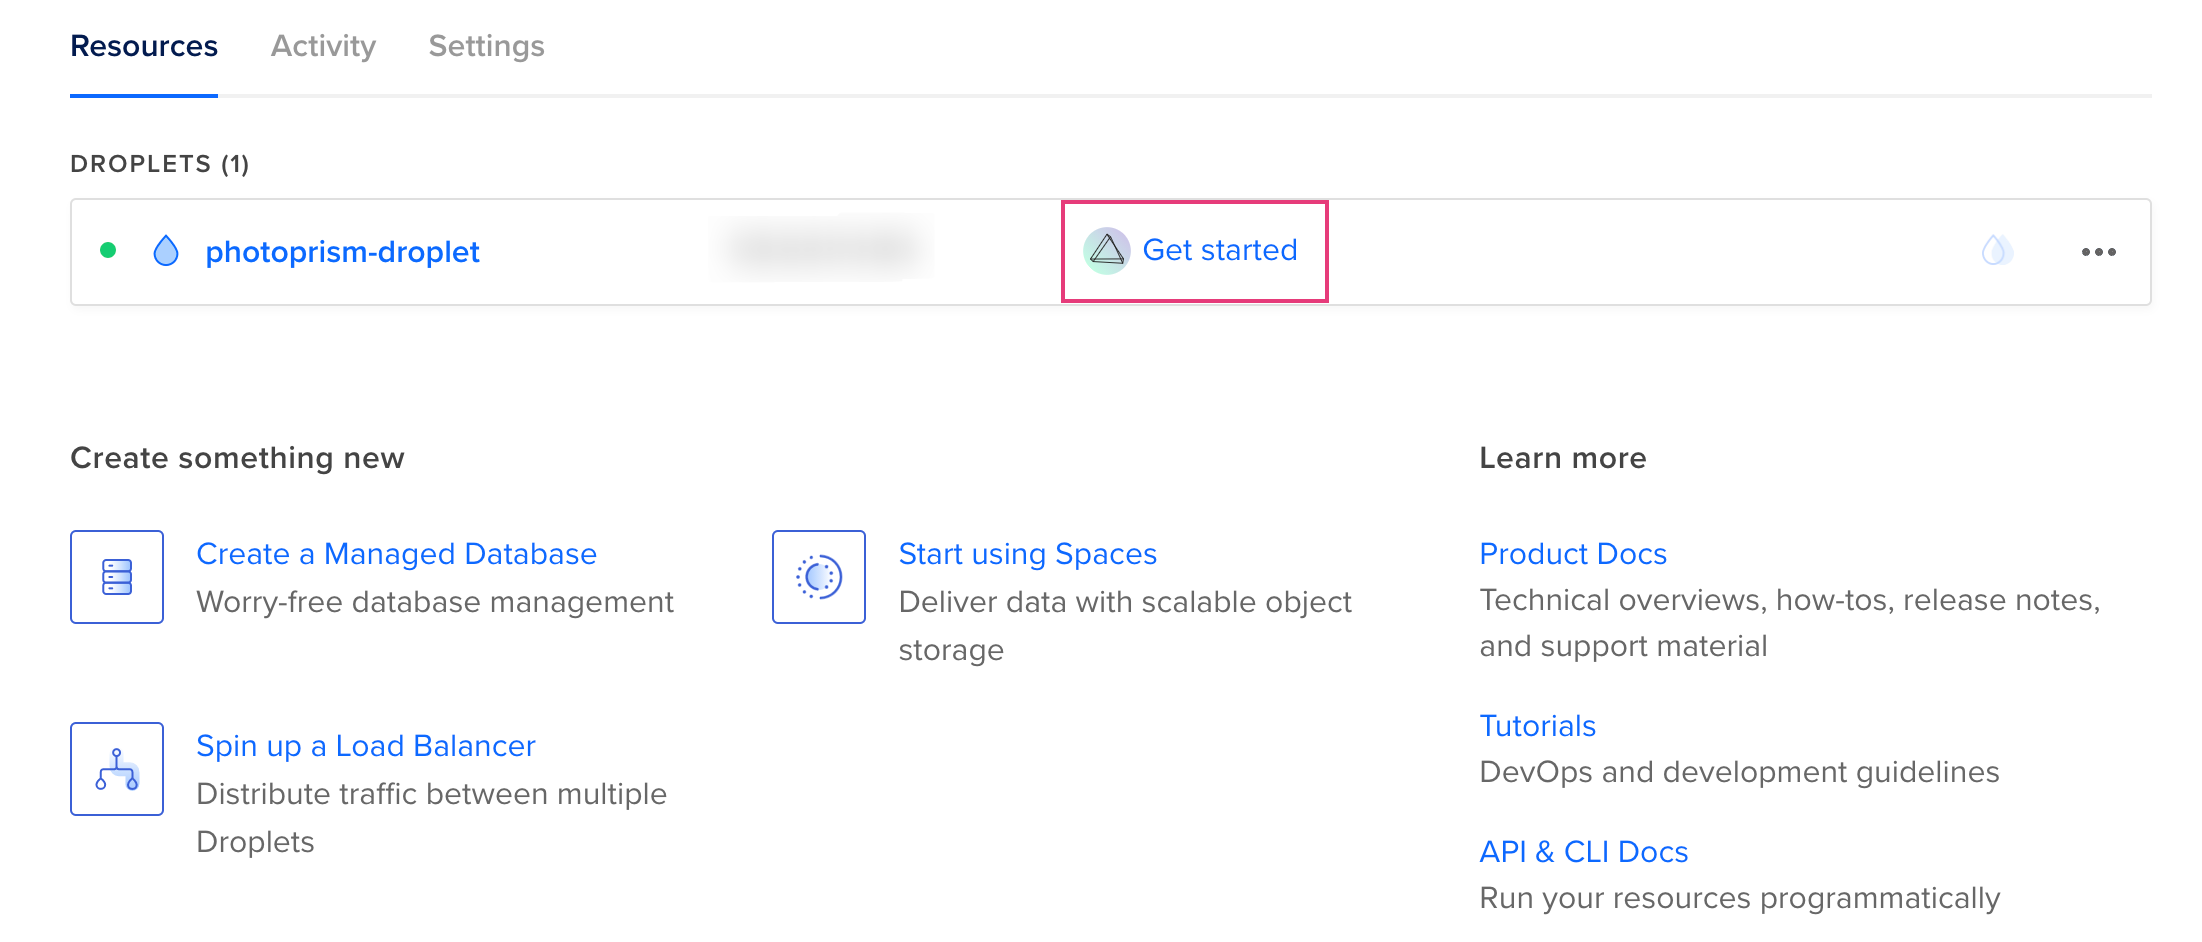 Resources Activity Settings
DROPLETS (1)
photoprism-droplet Get started
Create something new
Create a Managed Database
Worry-free database management
Start using Spaces
Deliver data with scalable object
storage
Spin up a Load Balancer
Distribute traffic between multiple
Droplets
Learn more
Product Docs
Technical overviews, how-tos, release notes,
and support material
Tutorials
DevOps and development guidelines
API & CLI Docs
Run your resources programmatically